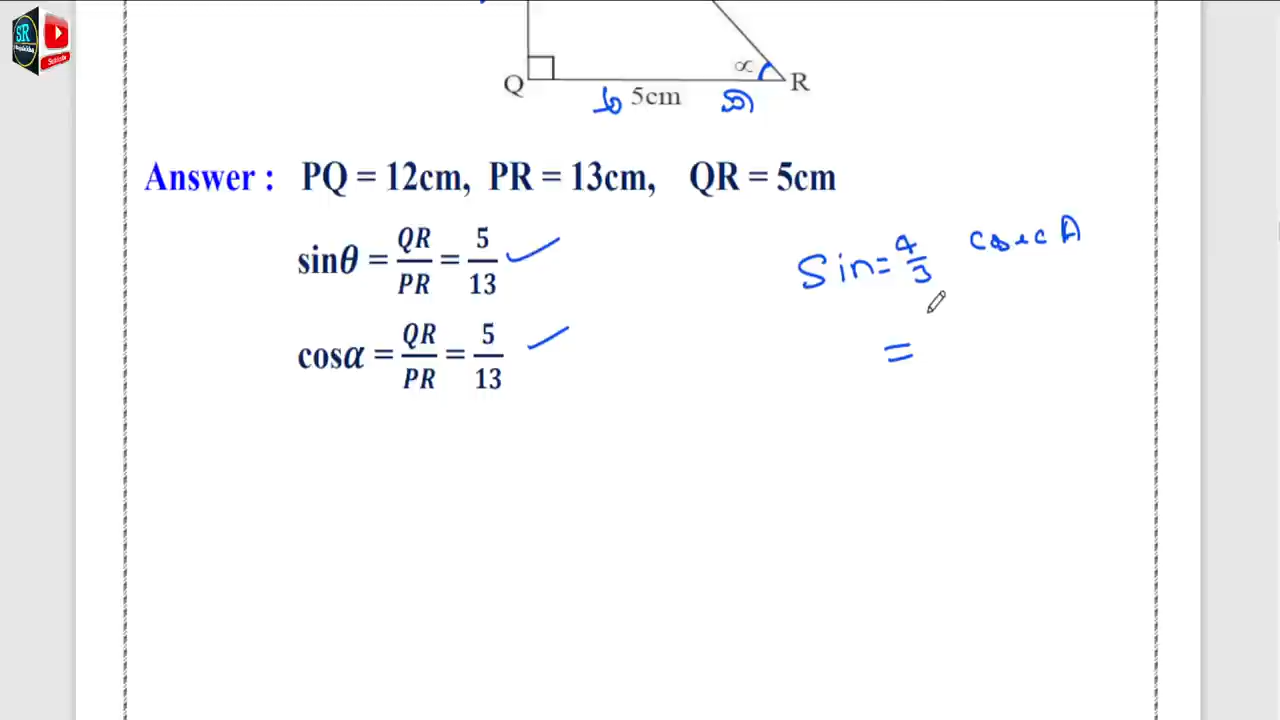 SR
Q
∝
R
5cm
Answer : PQ = 12cm, PR = 13cm, QR = 5cm
sinθ = QR/PR = 5/13
Sin = 4/3 cosec A
cosα = QR/PR = 5/13
=